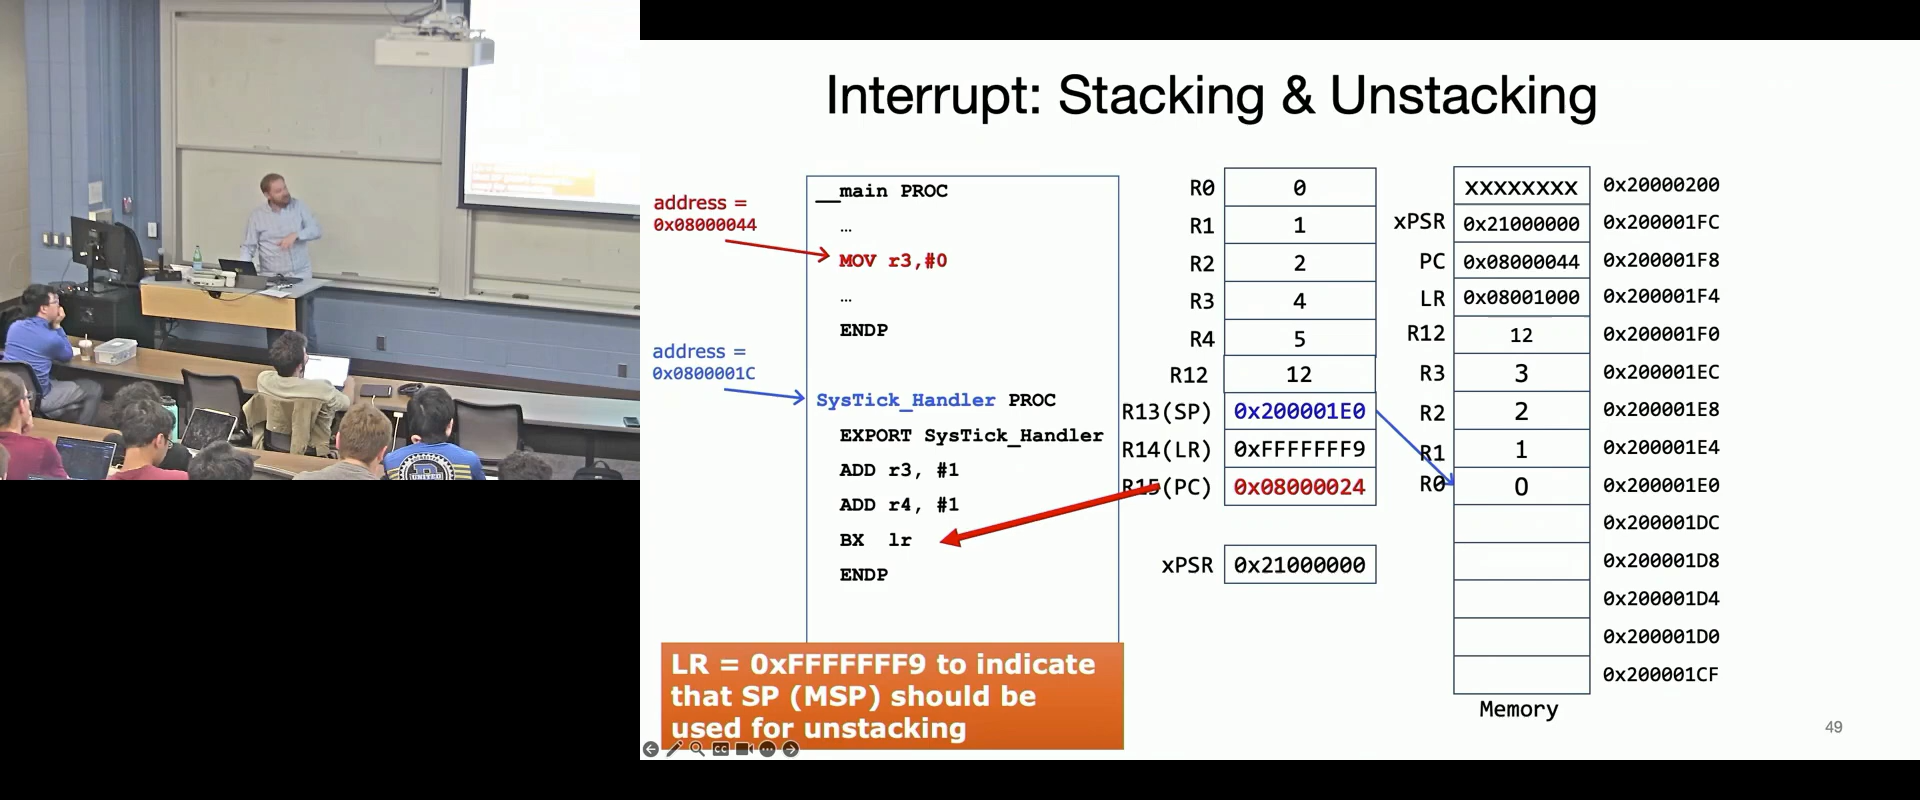 Interrupt: Stacking & Unstacking
address =
0x08000044
__main PROC
…
MOV r3,#0
…
ENDP
address =
0x0800001C
SysTick_Handler PROC
EXPORT SysTick_Handler
ADD r3, #1
ADD r4, #1
BX lr
ENDP
LR = 0xFFFFFFF9 to indicate
that SP (MSP) should be
used for unstacking
R0 0
R1 1
R2 2
R3 4
R4 5
R12 12
R13(SP) 0x200001E0
R14(LR) 0xFFFFFFF9
R15(PC) 0x08000024
xPSR 0x21000000
xxxxxxxx 0x20000200
xPSR 0x21000000 0x200001FC
PC 0x08000044 0x200001F8
LR 0x08001000 0x200001F4
R12 12 0x200001F0
R3 3 0x200001EC
R2 2 0x200001E8
R1 1 0x200001E4
R0 0 0x200001E0
0x200001DC
0x200001D8
0x200001D4
0x200001D0
0x200001CF
Memory
49
CC
UNITED